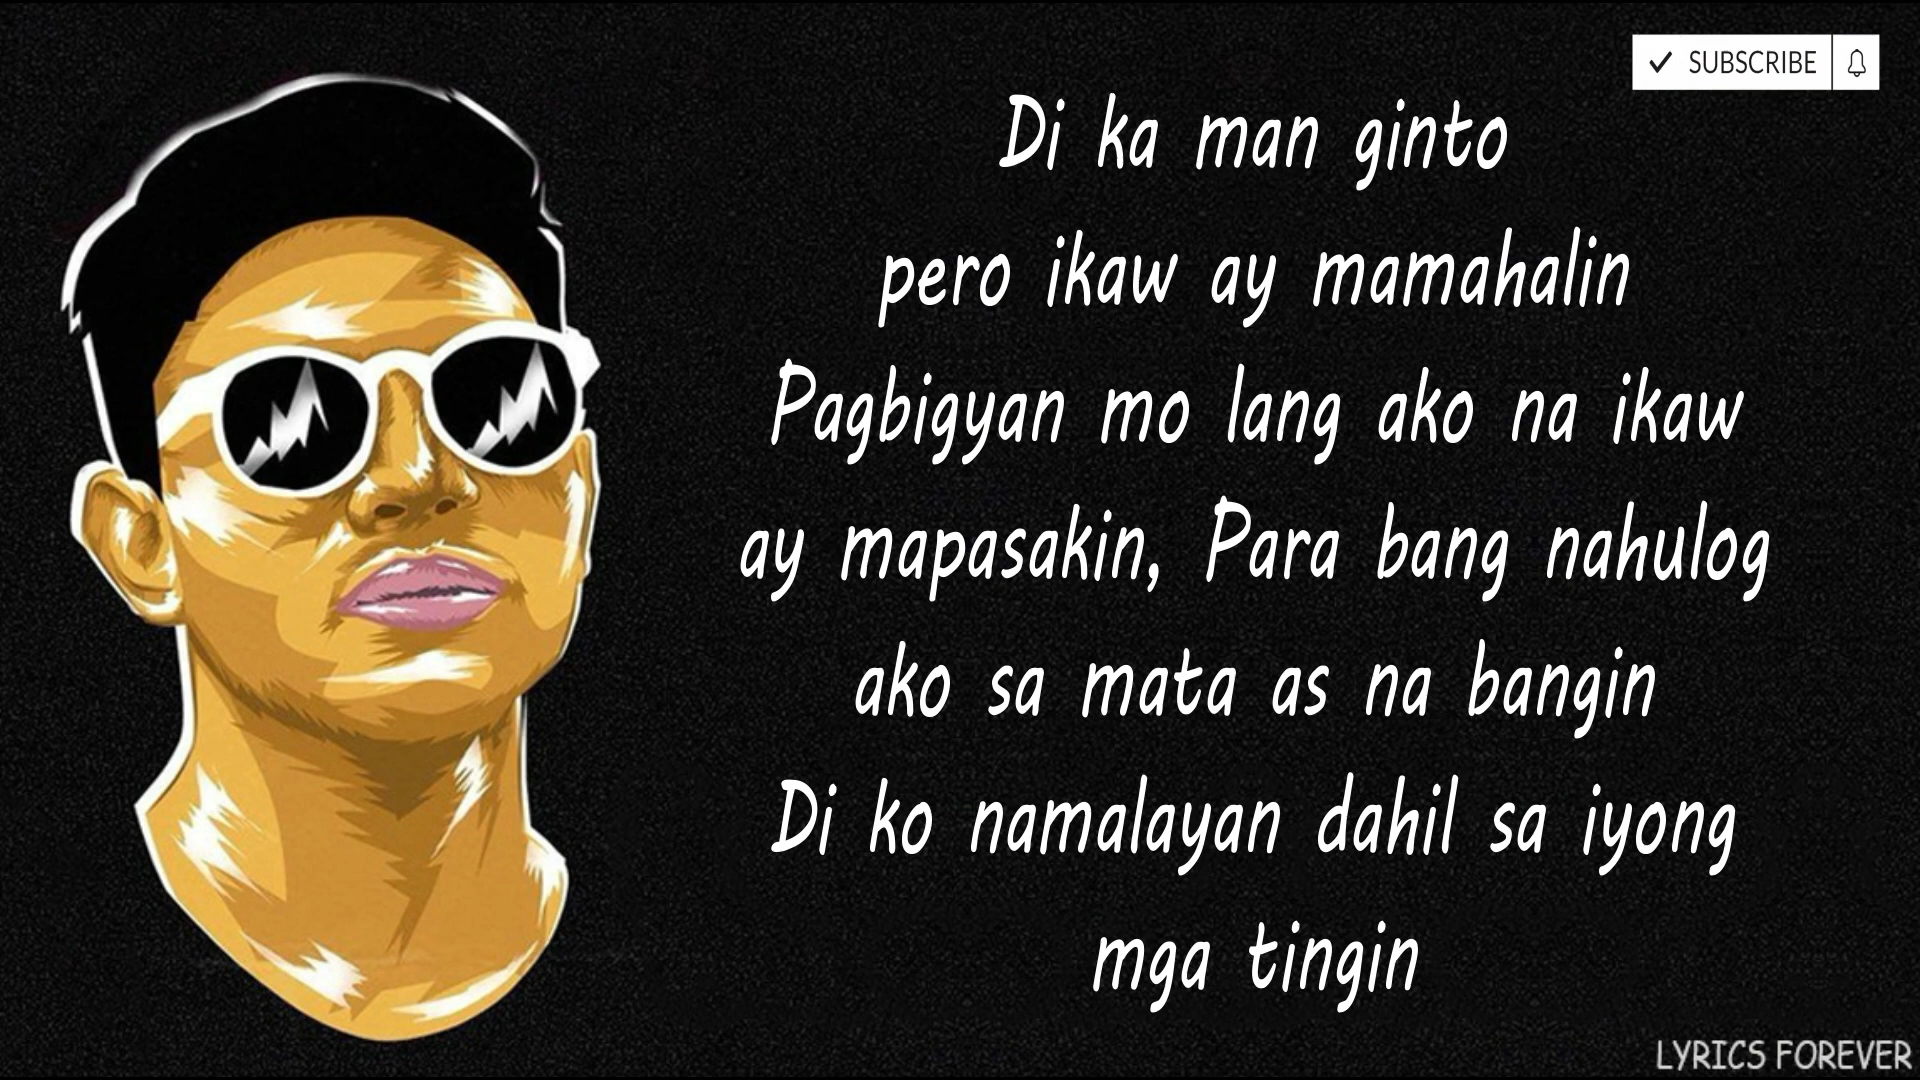 SUBSCRIBE
Di ka man ginto
pero ikaw ay mamahalin
Pagbigyan mo lang ako na ikaw
ay mapasakin, Para bang nahulog
ako sa mata as na bangin
Di ko namalayan dahil sa iyong
mga tingin
LYRICS FOREVER